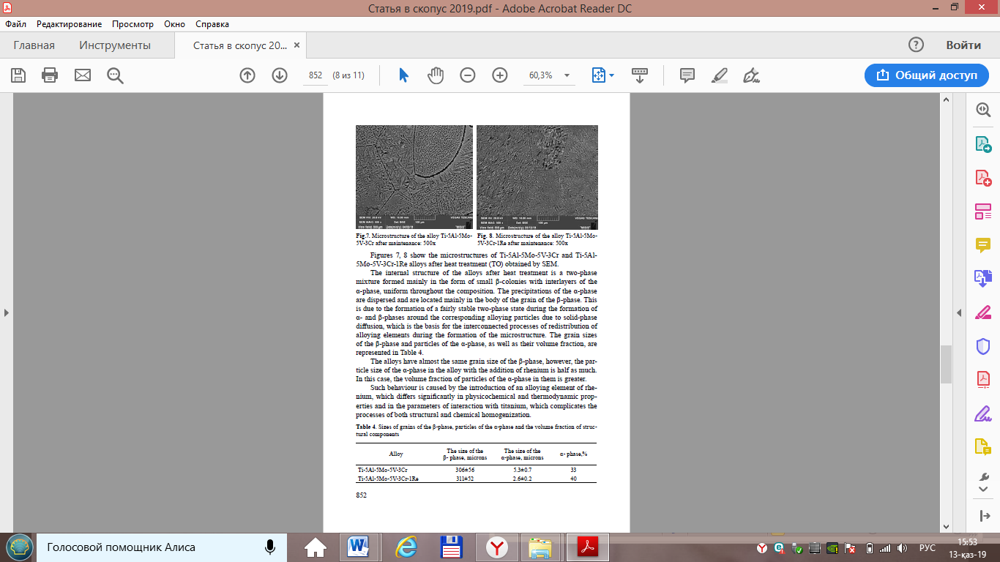 Статья в скопус 2019.pdf - Adobe Acrobat Reader DC
Файл Редактирование Просмотр Окно Справка
Главная Инструменты Статья в скопус 20... × Войти
852 (8 из 11) 60,3% Общий доступ
SEM HV: 20.0 kV WD: 10.00 mm VEGA3 TESCAN
SEM MAG: 500 x Det: BSE 100 µm
"MISIS"
SEM HV: 20.0 kV WD: 10.00 mm VEGA3 TESCAN
SEM MAG: 500 x Det: BSE 100 µm
"MISIS"
Fig.7. Microstructure of the alloy Ti-5Al-5Mo-
5V-3Cr after maintenance: 500x
Fig. 8. Microstructure of the alloy Ti-5Al-5Mo-
5V-3Cr-1Re after maintenance: 500x
Figures 7, 8 show the microstructures of Ti-5Al-5Mo-5V-3Cr and Ti-5Al-
5Mo-5V-3Cr-1Re alloys after heat treatment (TO) obtained by SEM.
The internal structure of the alloys after heat treatment is a two-phase
mixture formed mainly in the form of small β-colonies with interlayers of the
α-phase, uniform throughout the composition. The precipitations of the α-phase
are dispersed and are located mainly in the body of the grain of the β-phase. This
is due to the formation of a fairly stable two-phase state during the formation of
α- and β-phases around the corresponding alloying particles due to solid-phase
diffusion, which is the basis for the interconnected processes of redistribution of
alloying elements during the formation of the microstructure. The grain sizes
of the β-phase and particles of the α-phase, as well as their volume fraction, are
represented in Table 4.
The alloys have almost the same grain size of the β-phase, however, the par-
ticle size of the α-phase in the alloy with the addition of rhenium is half as much.
In this case, the volume fraction of particles of the α-phase in them is greater.
Such behaviour is caused by the introduction of an alloying element of rhe-
nium, which differs significantly in physicochemical and thermodynamic prop-
erties and in the parameters of interaction with titanium, which complicates the
processes of both structural and chemical homogenization.
Table 4. Sizes of grains of the β-phase, particles of the α-phase and the volume fraction of struc-
tural components
Alloy The size of the β- phase, microns The size of the α-phase, microns α- phase,%
Ti-5Al-5Mo-5V-3Cr 306±56 5.3±0.7 33
Ti-5Al-5Mo-5V-3Cr-1Re 311±52 2.6±0.2 40
852
Голосовой помощник Алиса
РУС
15:53
13-қаз-19